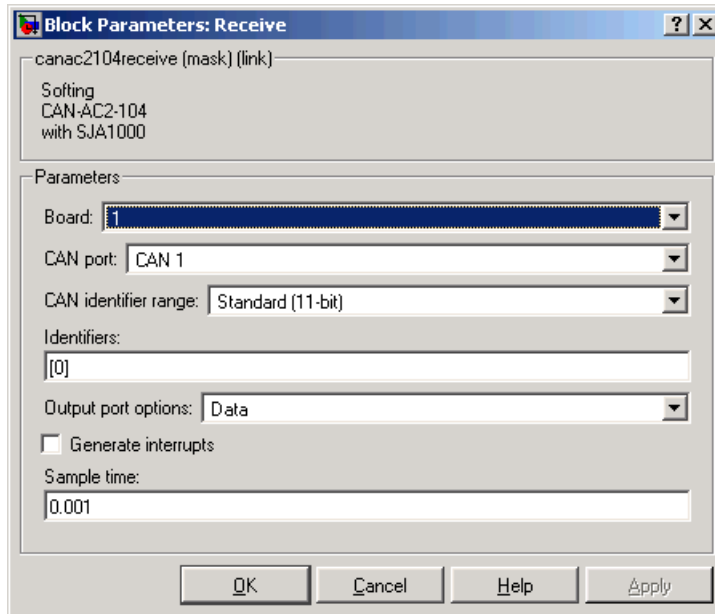 Block Parameters: Receive
canac2104receive (mask) (link)
Softing
CAN-AC2-104
with SJA1000
Parameters
Board: 1
CAN port: CAN 1
CAN identifier range: Standard (11-bit)
Identifiers:
[0]
Output port options: Data
Generate interrupts
Sample time:
0.001
OK Cancel Help Apply